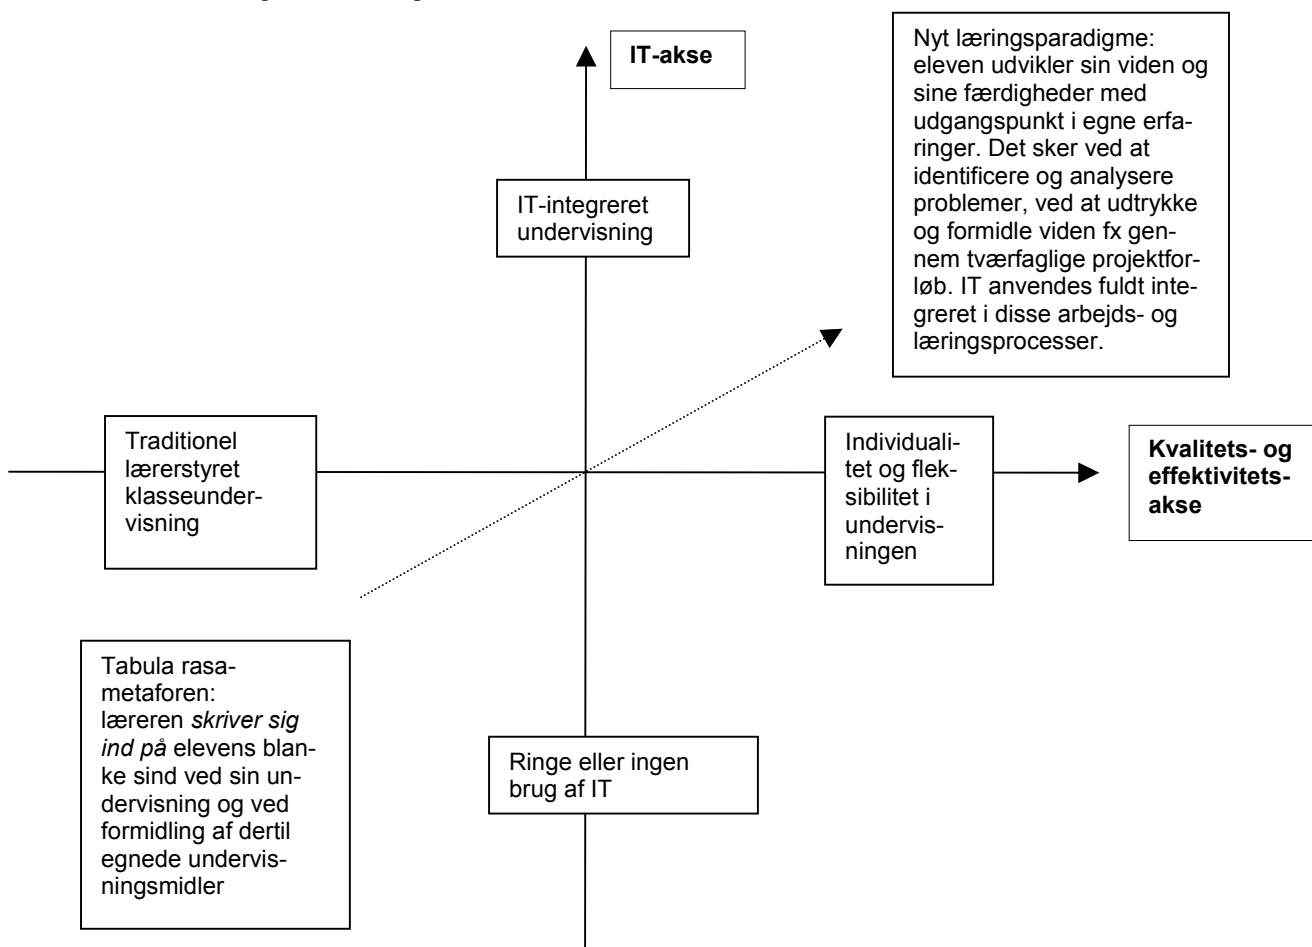 IT-akse
Nyt læringsparadigme:
eleven udvikler sin viden og
sine færdigheder med
udgangspunkt i egne erfa-
ringer. Det sker ved at
identificere og analysere
problemer, ved at udtrykke
og formidle viden fx gen-
nem tværfaglige projektfor-
løb. IT anvendes fuldt inte-
greret i disse arbejds- og
læringsprocesser.
IT-integreret
undervisning
Traditionel
lærerstyret
klasseunder-
visning
Individuali-
tet og flek-
sibilitet i
undervis-
ningen
Kvalitets- og
effektivitets-
akse
Tabula rasa-
metaforen:
læreren skriver sig
ind på elevens blan-
ke sind ved sin un-
dervisning og ved
formidling af dertil
egnede undervis-
ningsmidler
Ringe eller ingen
brug af IT